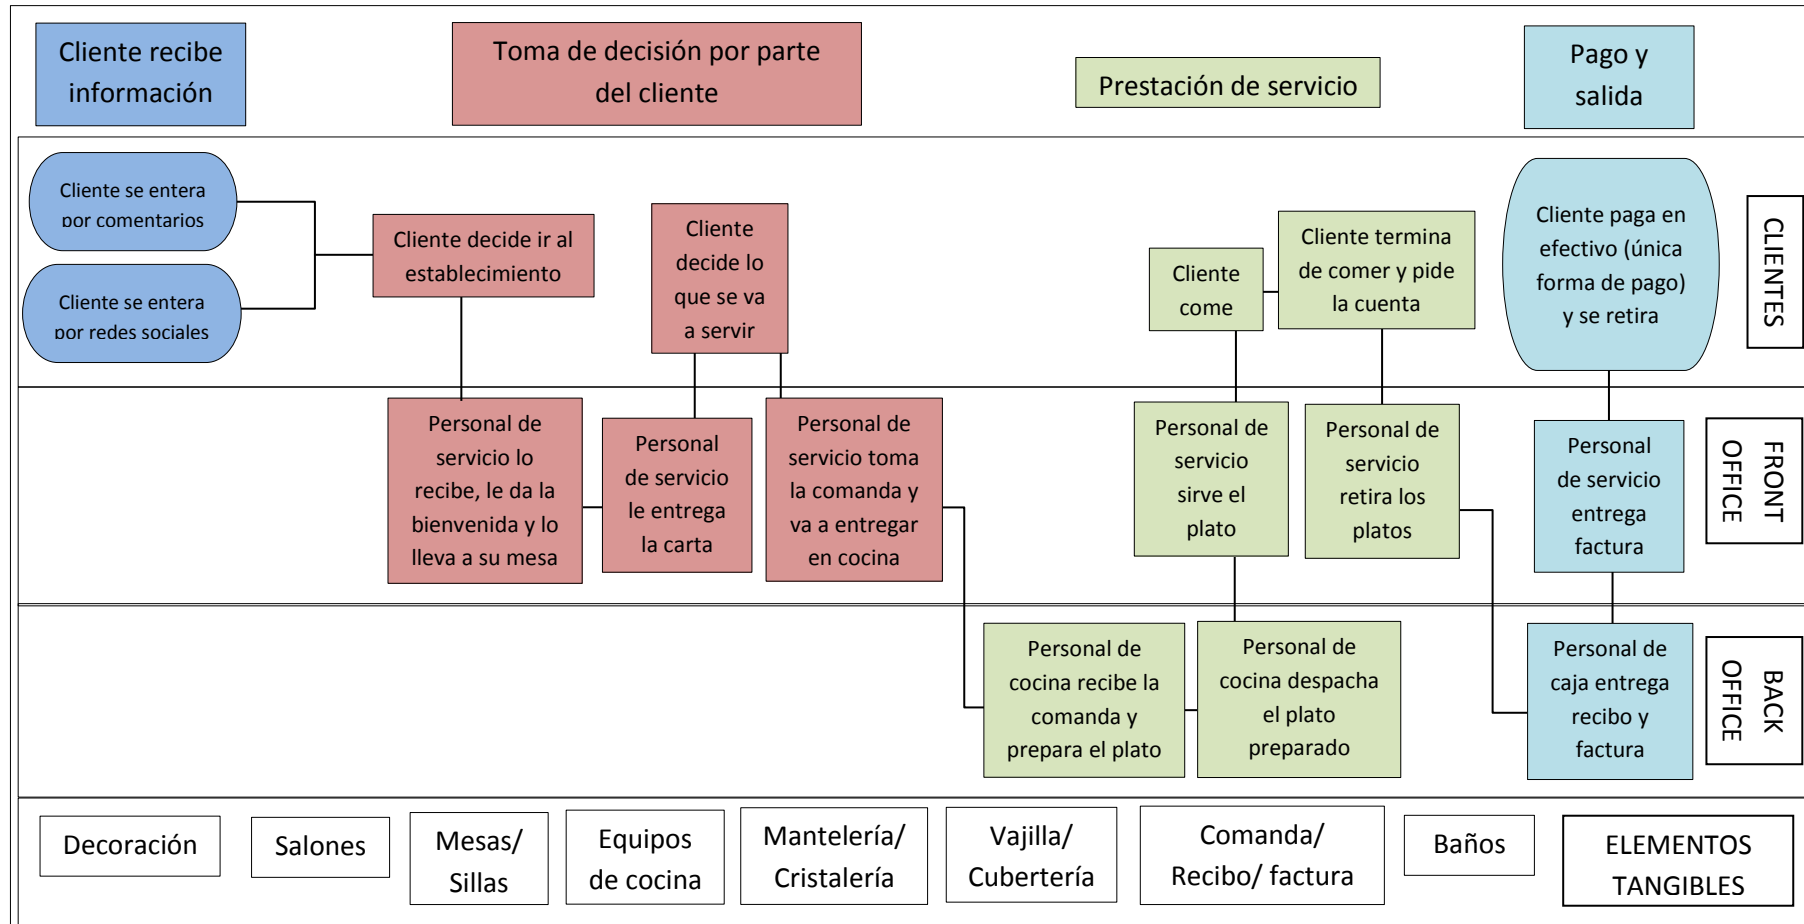 Cliente recibe
información
Toma de decisión por parte
del cliente
Prestación de servicio
Pago y
salida
Cliente se entera
por comentarios
Cliente se entera
por redes sociales
Cliente decide ir al
establecimiento
Cliente
decide lo
que se va
a servir
Cliente
come
Cliente termina
de comer y pide
la cuenta
Cliente paga en
efectivo (única
forma de pago)
y se retira
CLIENTES
Personal de
servicio lo
recibe, le da la
bienvenida y lo
lleva a su mesa
Personal
de servicio
le entrega
la carta
Personal de
servicio toma
la comanda y
va a entregar
en cocina
Personal de
servicio
sirve el
plato
Personal de
servicio
retira los
platos
Personal
de servicio
entrega
factura
FRONT
OFFICE
Personal de
cocina recibe la
comanda y
prepara el plato
Personal de
cocina despacha
el plato
preparado
Personal de
caja entrega
recibo y
factura
BACK
OFFICE
Decoración
Salones
Mesas/
Sillas
Equipos
de cocina
Mantelería/
Cristalería
Vajilla/
Cubertería
Comanda/
Recibo/ factura
Baños
ELEMENTOS
TANGIBLES